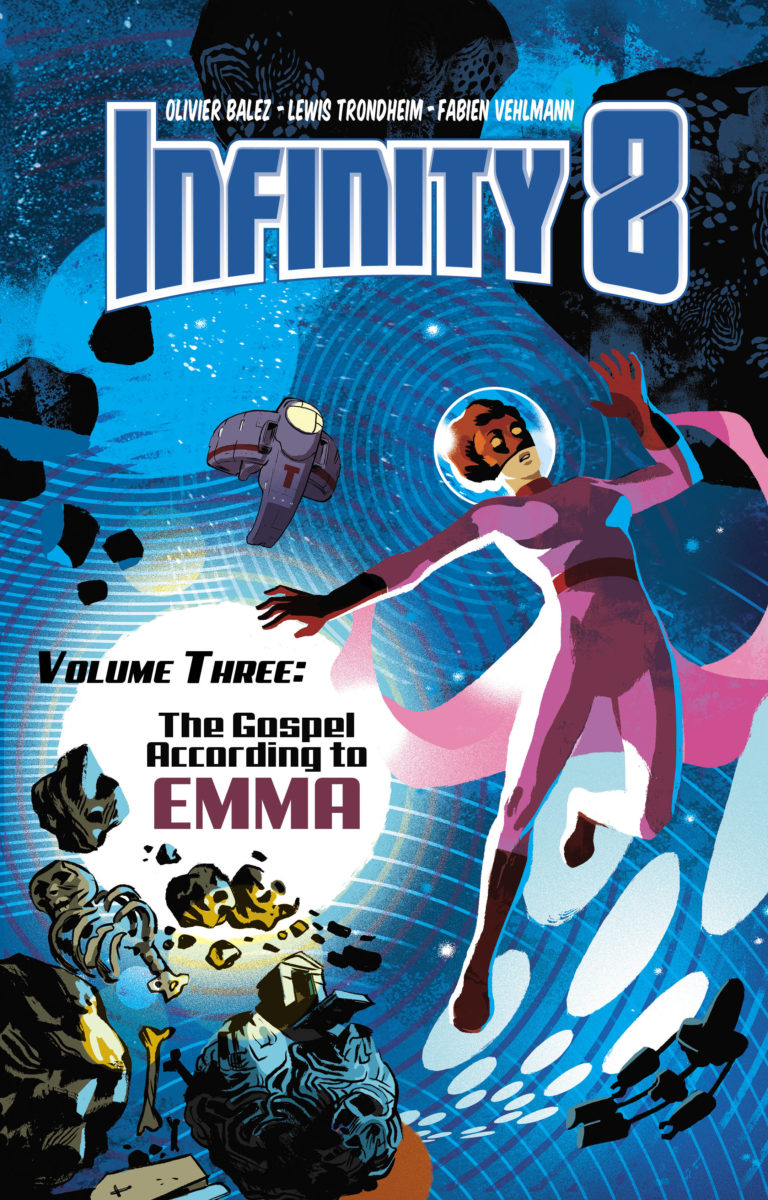 OLIVIER BALEZ - LEWIS TRONDHEIM - FABIEN VEHLMANN
INFINITY 8
T
VOLUME THREE:
The Gospel
According to
EMMA